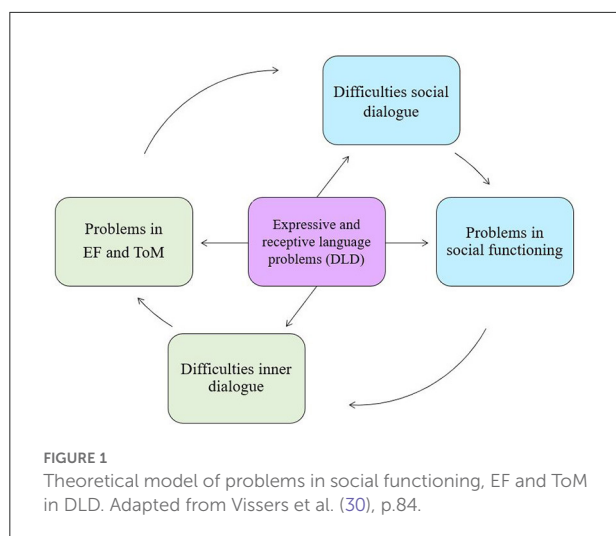 Difficulties social
dialogue
Problems in
EF and ToM
Expressive and
receptive language
problems (DLD)
Problems in
social functioning
Difficulties inner
dialogue
FIGURE 1
Theoretical model of problems in social functioning, EF and ToM
in DLD. Adapted from Vissers et al. (30), p.84.